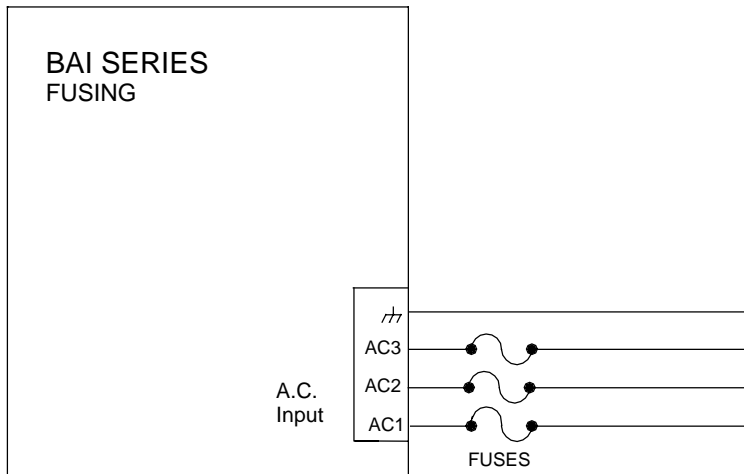 BAI SERIES
FUSING
AC3
AC2
AC1
A.C.
Input
FUSES